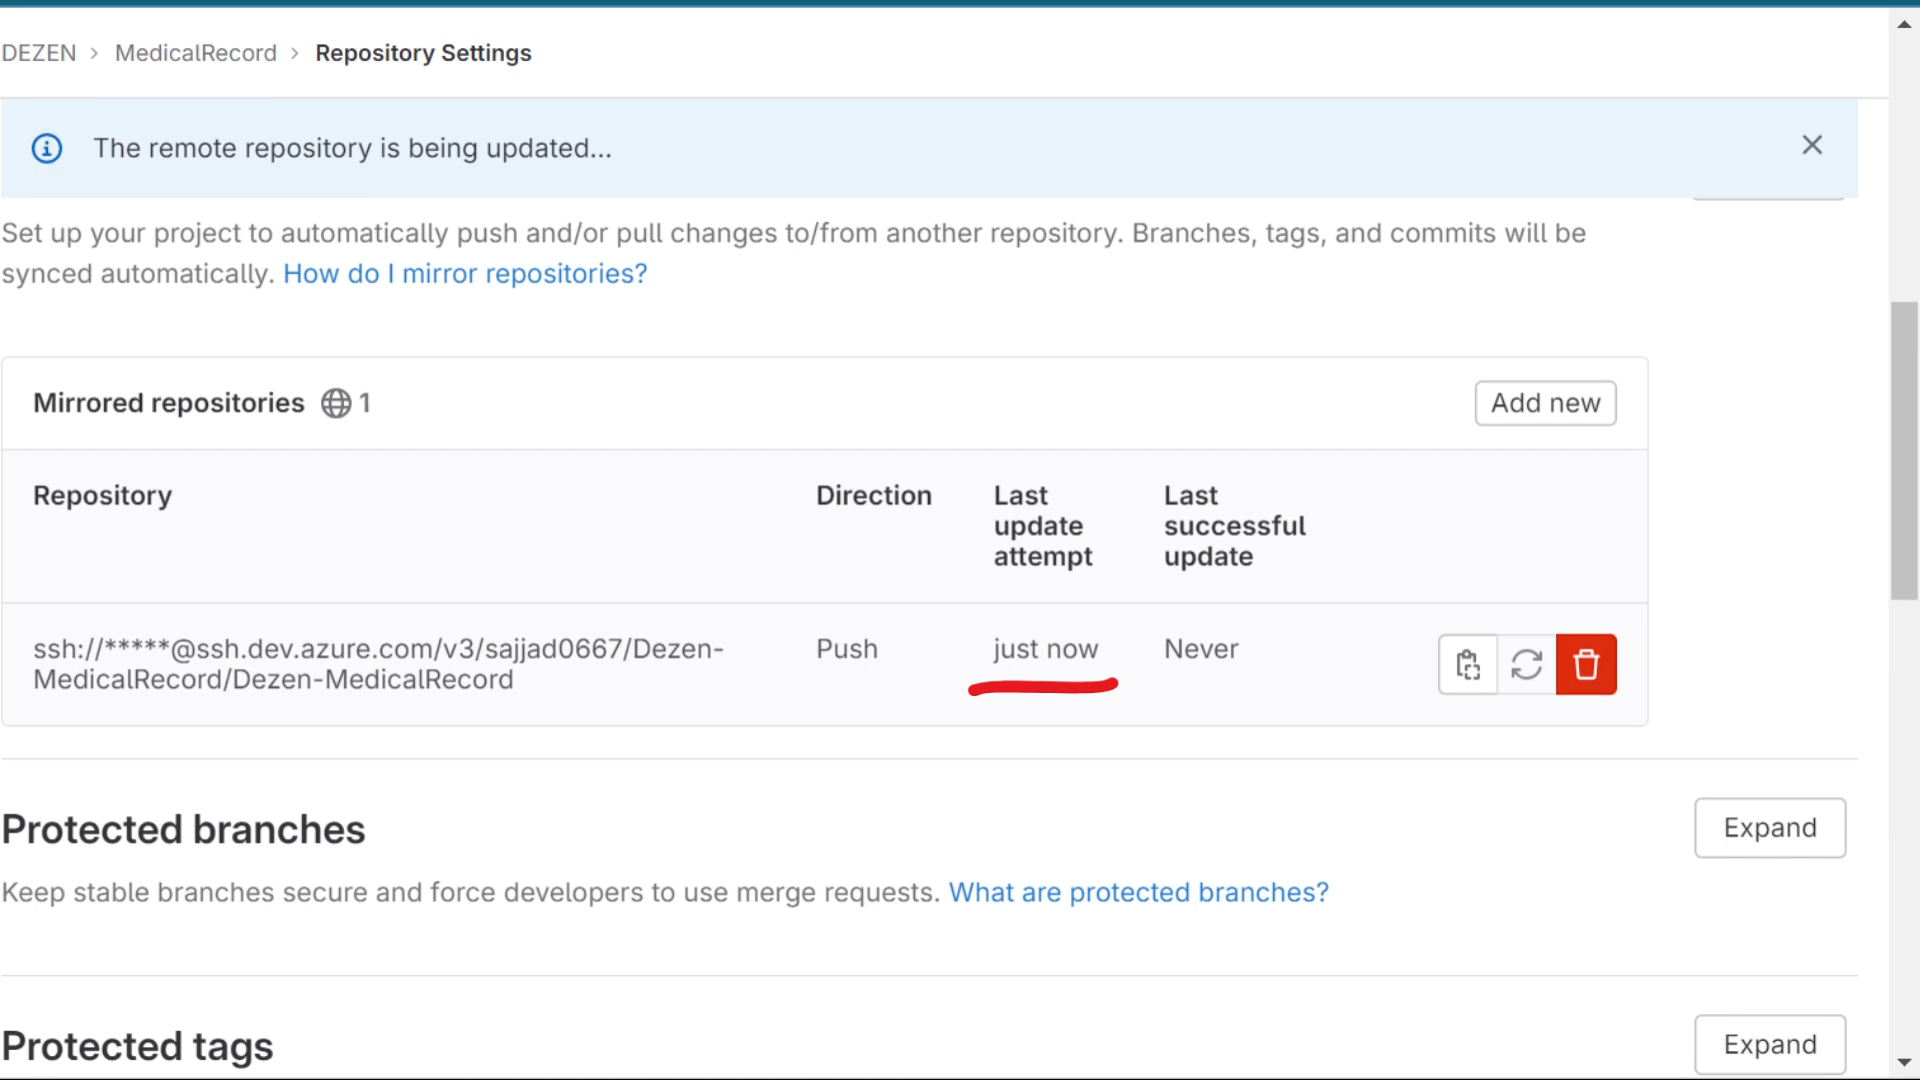 DEZEN > MedicalRecord > Repository Settings
The remote repository is being updated...
Set up your project to automatically push and/or pull changes to/from another repository. Branches, tags, and commits will be
synced automatically. How do I mirror repositories?
Mirrored repositories 1
Add new
Repository
Direction
Last
update
attempt
Last
successful
update
ssh://*****@ssh.dev.azure.com/v3/sajjad0667/Dezen-
MedicalRecord/Dezen-MedicalRecord
Push
just now
Never
Protected branches
Expand
Keep stable branches secure and force developers to use merge requests. What are protected branches?
Protected tags
Expand